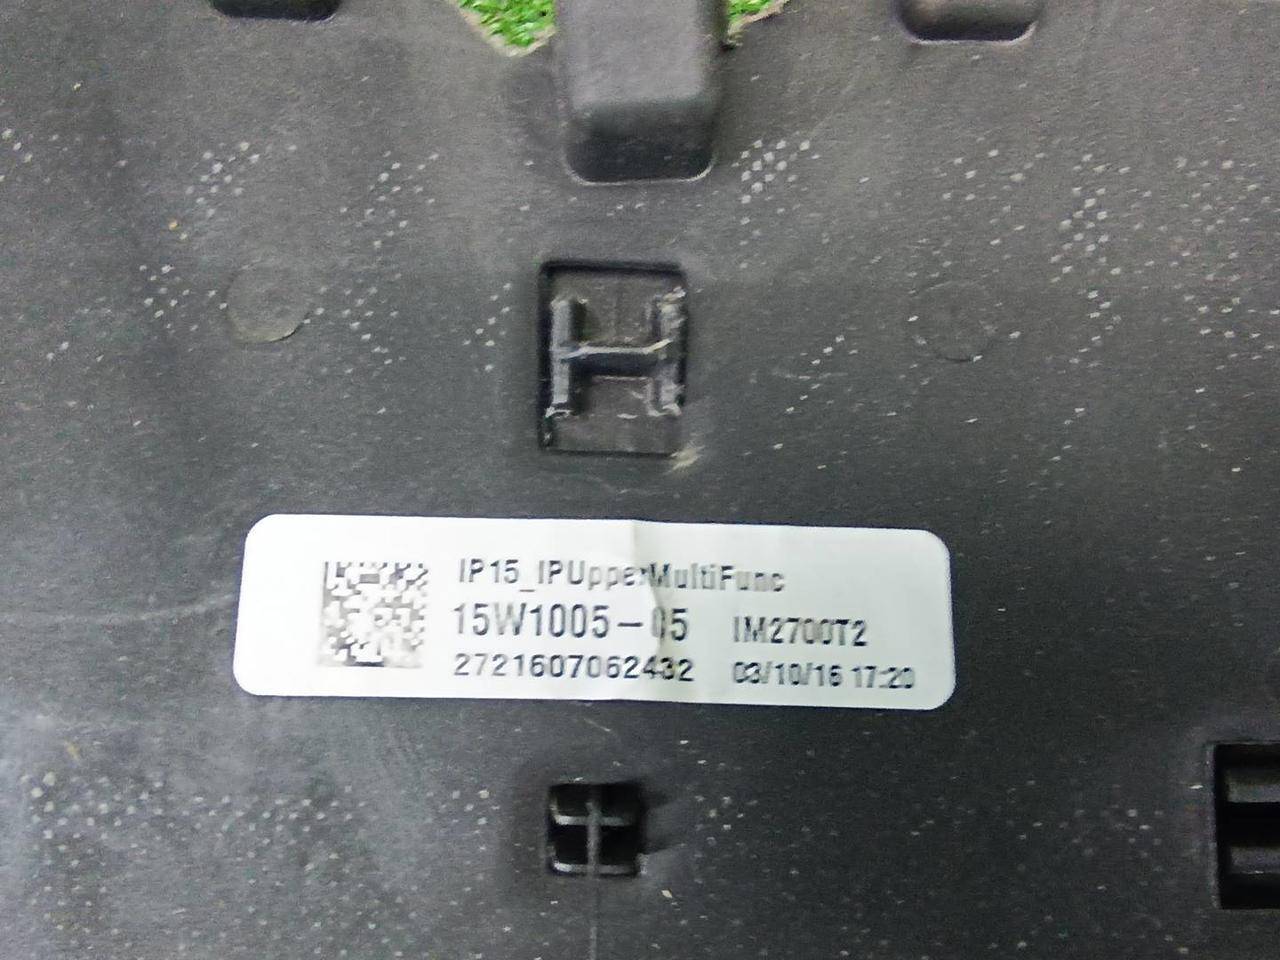 IP15_IPUpperMultiFunc
15W1005-05 IM2700T2
2721607062432 03/10/16 17:20